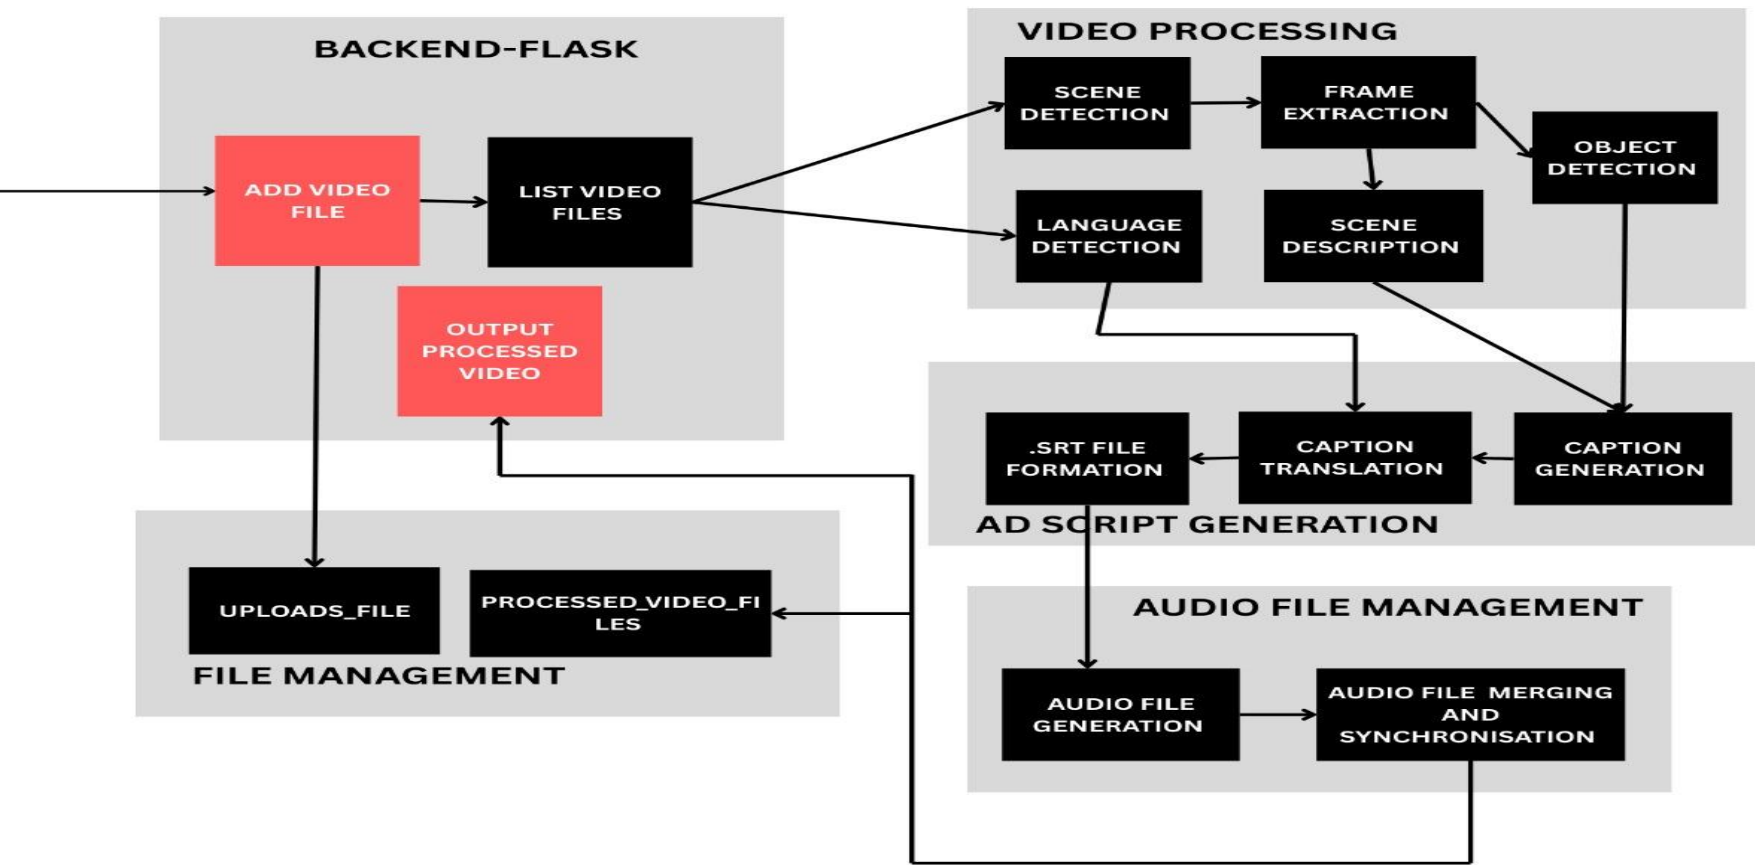 BACKEND-FLASK
ADD VIDEO
FILE
LIST VIDEO
FILES
OUTPUT
PROCESSED
VIDEO
VIDEO PROCESSING
SCENE
DETECTION
FRAME
EXTRACTION
OBJECT
DETECTION
LANGUAGE
DETECTION
SCENE
DESCRIPTION
.SRT FILE
FORMATION
CAPTION
TRANSLATION
CAPTION
GENERATION
AD SCRIPT GENERATION
UPLOADS_FILE
PROCESSED_VIDEO_FI
LES
FILE MANAGEMENT
AUDIO FILE MANAGEMENT
AUDIO FILE
GENERATION
AUDIO FILE MERGING
AND
SYNCHRONISATION